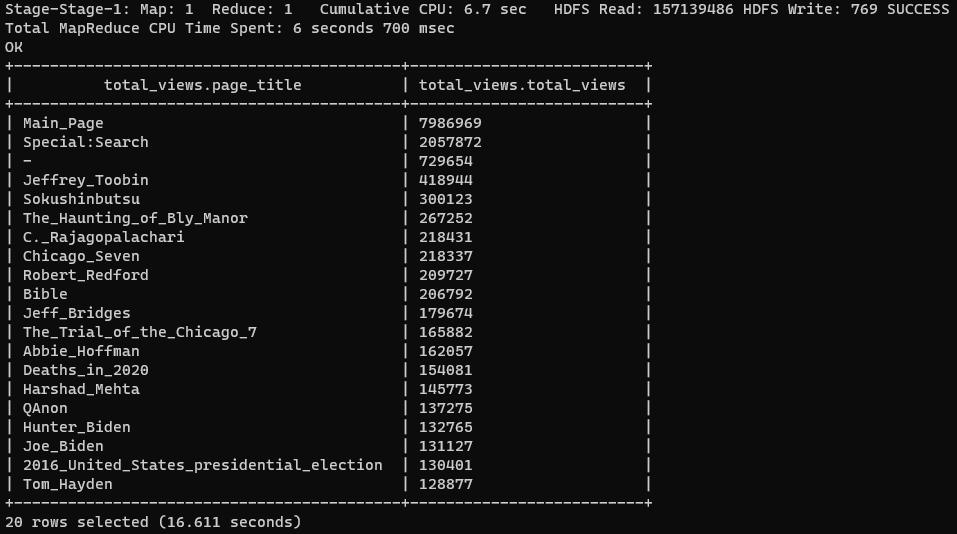 Stage-Stage-1: Map: 1  Reduce: 1   Cumulative CPU: 6.7 sec   HDFS Read: 157139486 HDFS Write: 769 SUCCESS
Total MapReduce CPU Time Spent: 6 seconds 700 msec
OK
+-------------------------------------------+--------------------------+
|          total_views.page_title           | total_views.total_views  |
+-------------------------------------------+--------------------------+
| Main_Page                                 | 7986969                  |
| Special:Search                            | 2057872                  |
| -                                         | 729654                   |
| Jeffrey_Toobin                            | 418944                   |
| Sokushinbutsu                             | 300123                   |
| The_Haunting_of_Bly_Manor                 | 267252                   |
| C._Rajagopalachari                        | 218431                   |
| Chicago_Seven                             | 218337                   |
| Robert_Redford                            | 209727                   |
| Bible                                     | 206792                   |
| Jeff_Bridges                              | 179674                   |
| The_Trial_of_the_Chicago_7                | 165882                   |
| Abbie_Hoffman                             | 162057                   |
| Deaths_in_2020                            | 154081                   |
| Harshad_Mehta                             | 145773                   |
| QAnon                                     | 137275                   |
| Hunter_Biden                              | 132765                   |
| Joe_Biden                                 | 131127                   |
| 2016_United_States_presidential_election  | 130401                   |
| Tom_Hayden                                | 128877                   |
+-------------------------------------------+--------------------------+
20 rows selected (16.611 seconds)